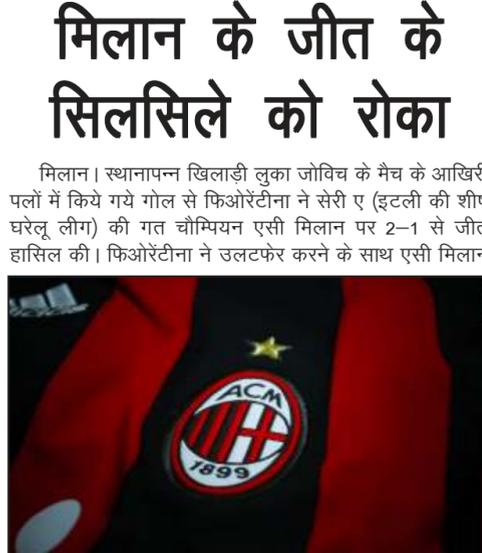 मिलान के जीत के
सिलसिले को रोका
मिलान। स्थानापन्न खिलाड़ी लुका जोविच के मैच के आखिरी
पलों में किये गये गोल से फिओरेंटीना ने सेरी ए (इटली की शीर्ष
घरेलू लीग) की गत चौम्पियन एसी मिलान पर 2–1 से जीत
हासिल की। फिओरेंटीना ने उलटफेर करने के साथ एसी मिलान
adidas
ACM
1899